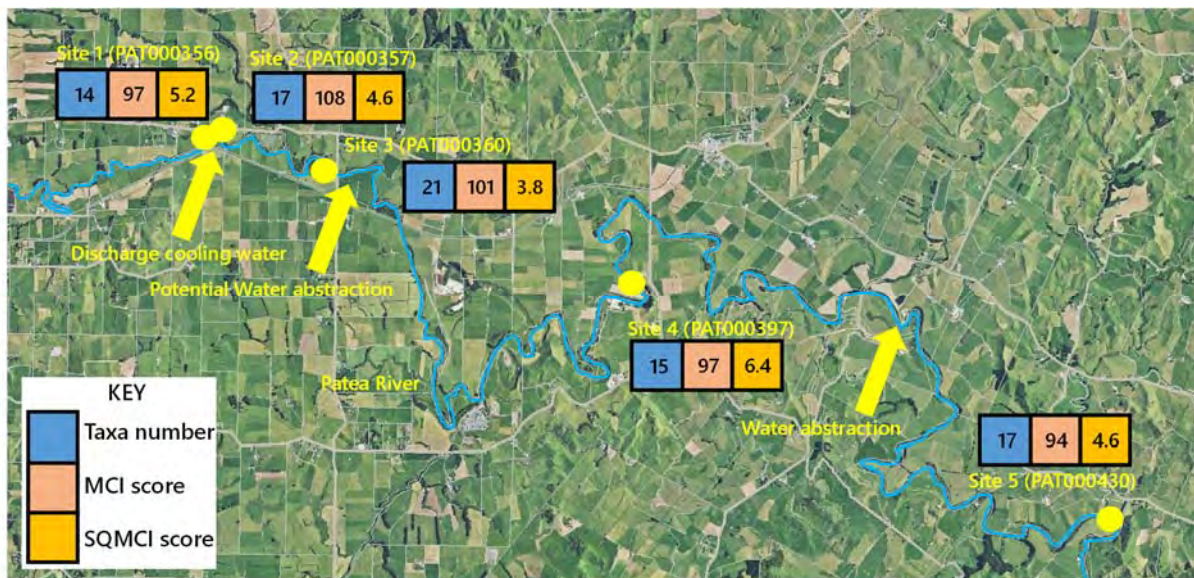 Site 1 (PAT000356)
14 97 5.2
Site 2 (PAT000357)
17 108 4.6
Site 3 (PAT000360)
21 101 3.8
Discharge cooling water
Potential Water abstraction
Site 4 (PAT000397)
15 97 6.4
Patea River
Water abstraction
17 94 4.6
Site 5 (PAT000430)
KEY
Taxa number
MCI score
SQMCI score